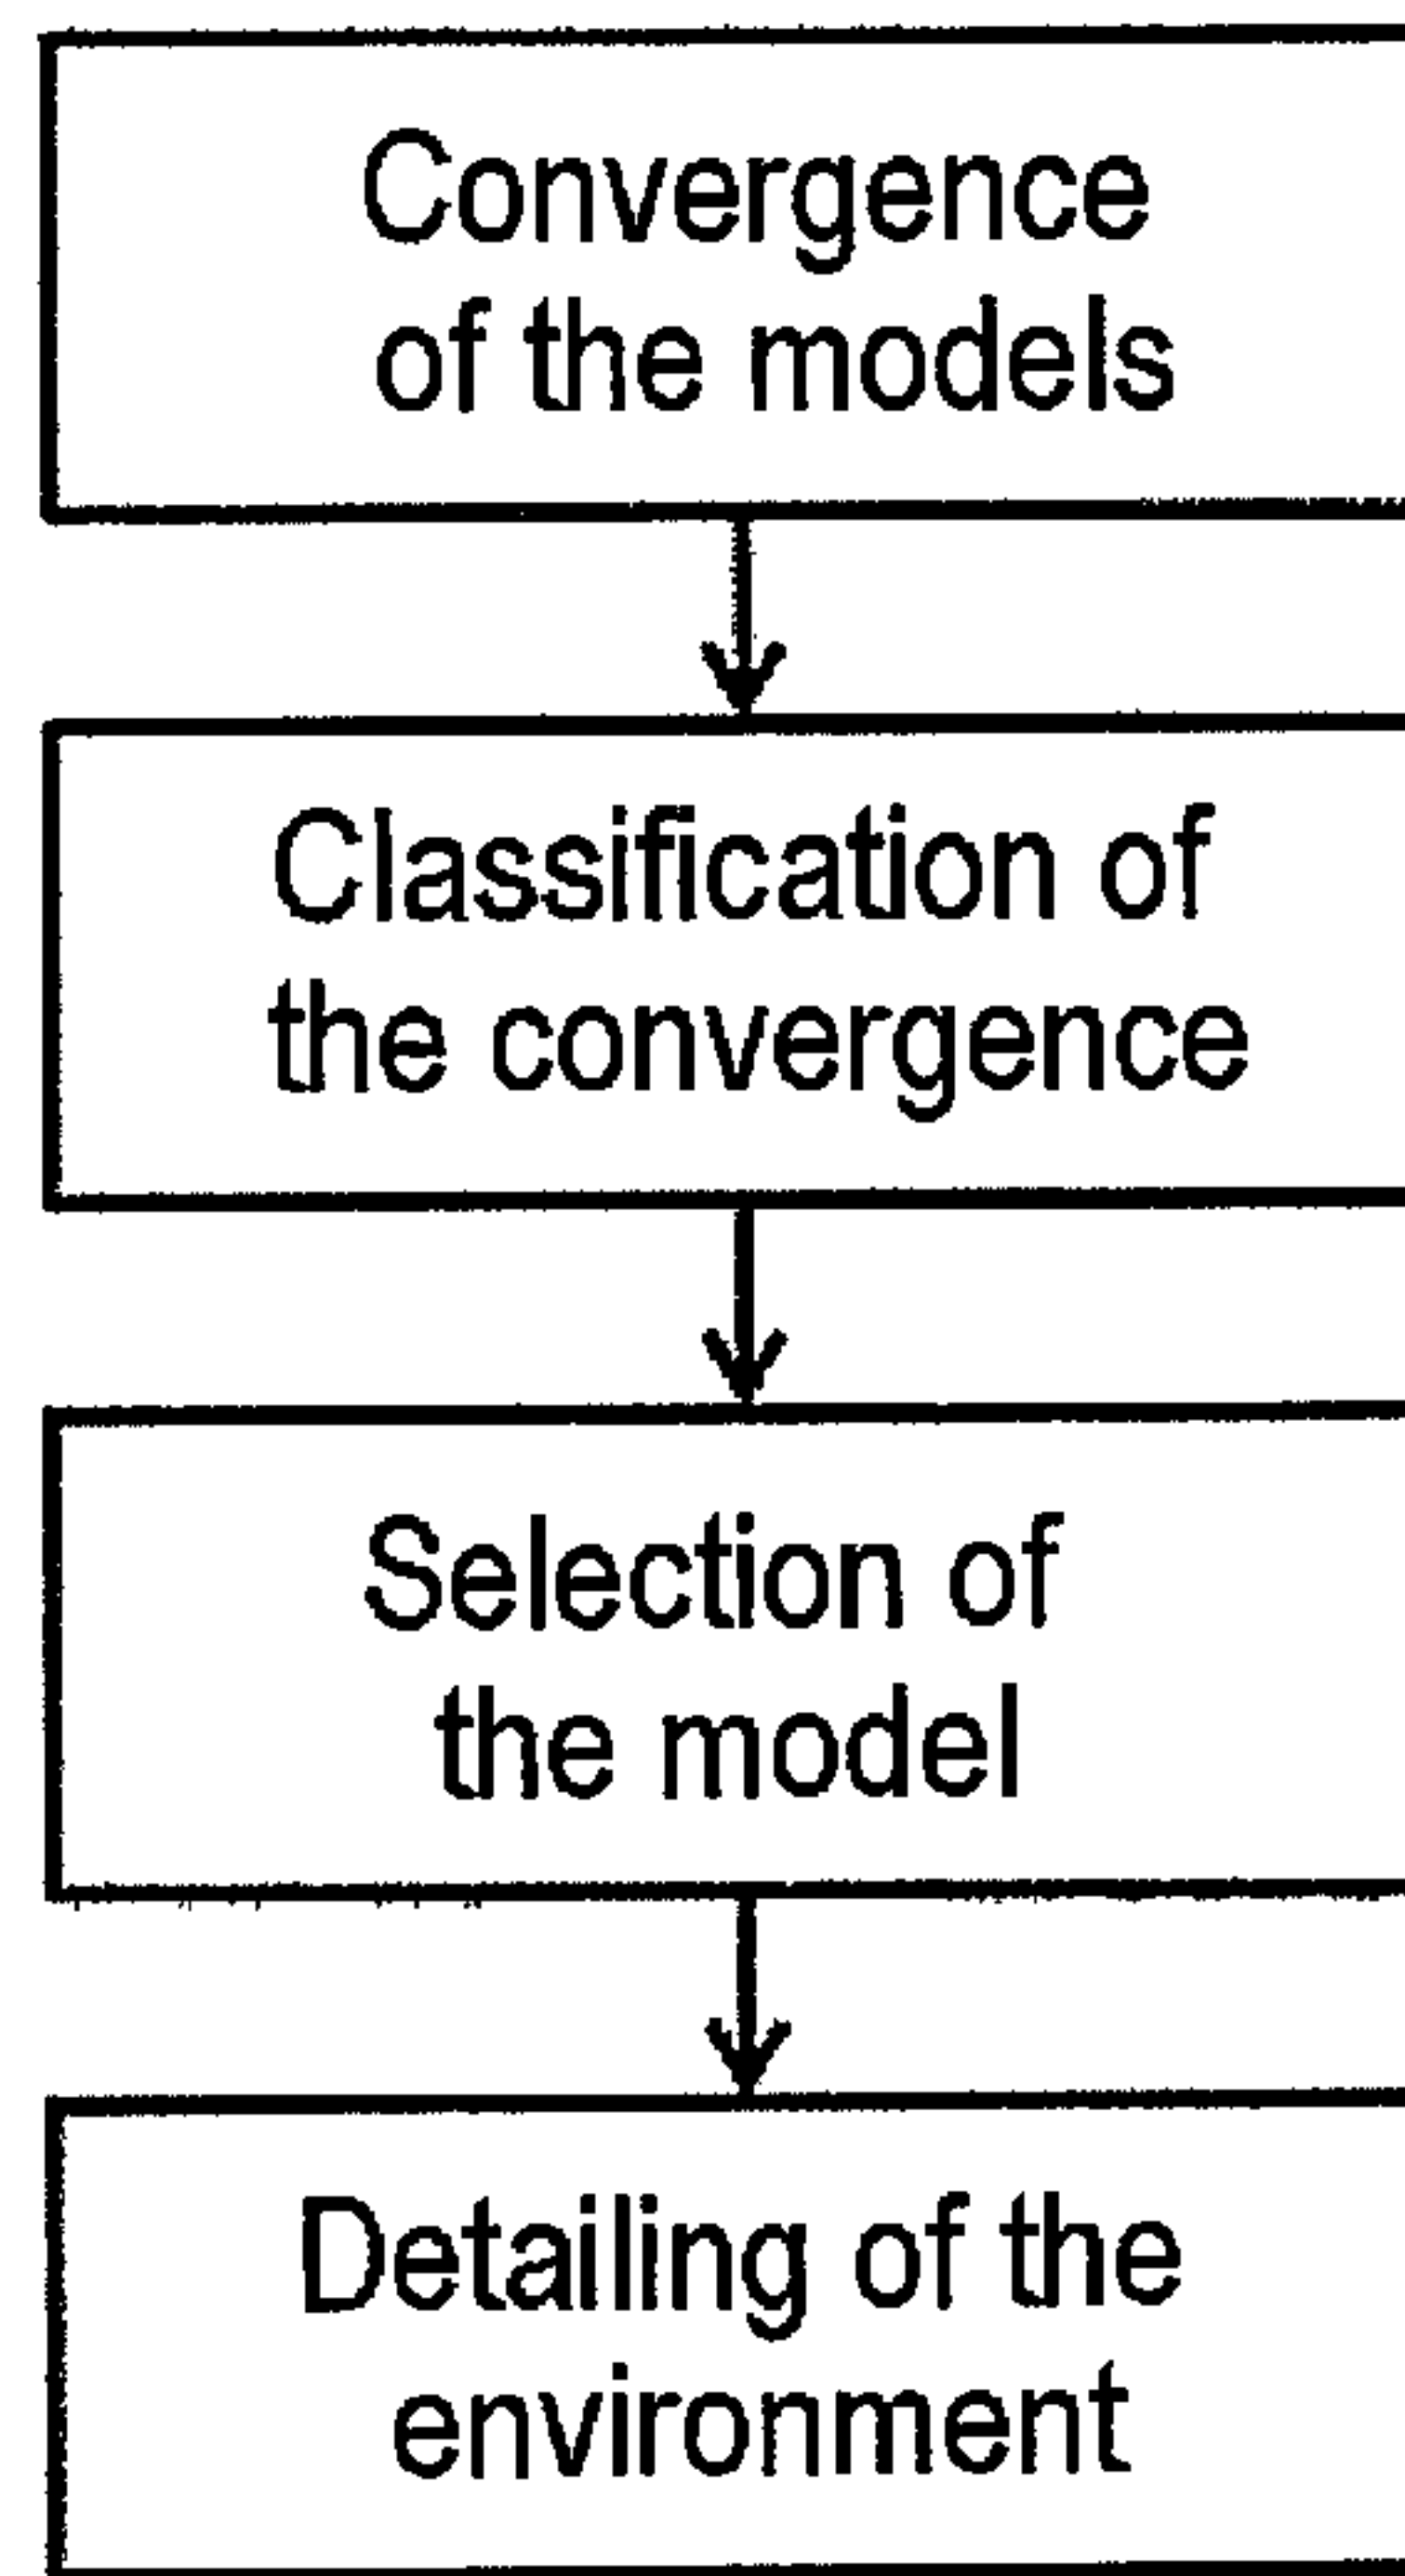 Convergence
of the models
Classification of
the convergence
Selection of
the model
Detailing of the
environment